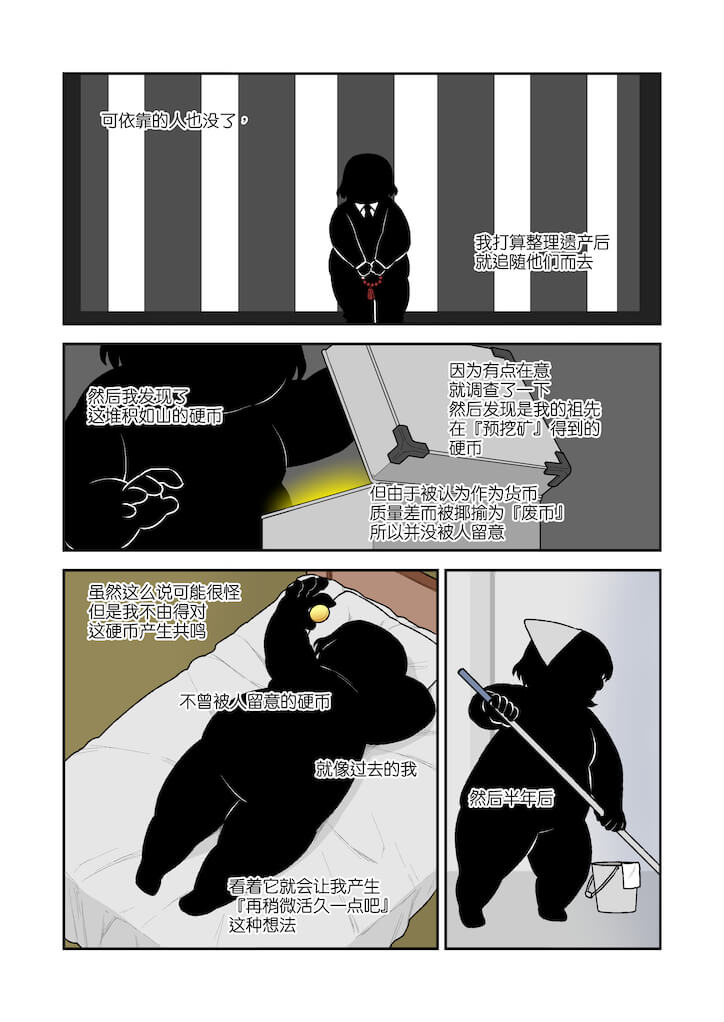 可依靠的人也没了，
我打算整理遗产后
就追随他们而去
然后我发现了
这堆积如山的硬币
因为有点在意
就调查了一下
然后发现是我的祖先
在『预挖矿』得到的
硬币
但由于被认为作为货币
质量差而被揶揄为『废币』
所以并没被人留意
虽然这么说可能很怪
但是我不由得对
这硬币产生共鸣
不曾被人留意的硬币
就像过去的我
看着它就会让我产生
『再稍微活久一点吧』
这种想法
然后半年后